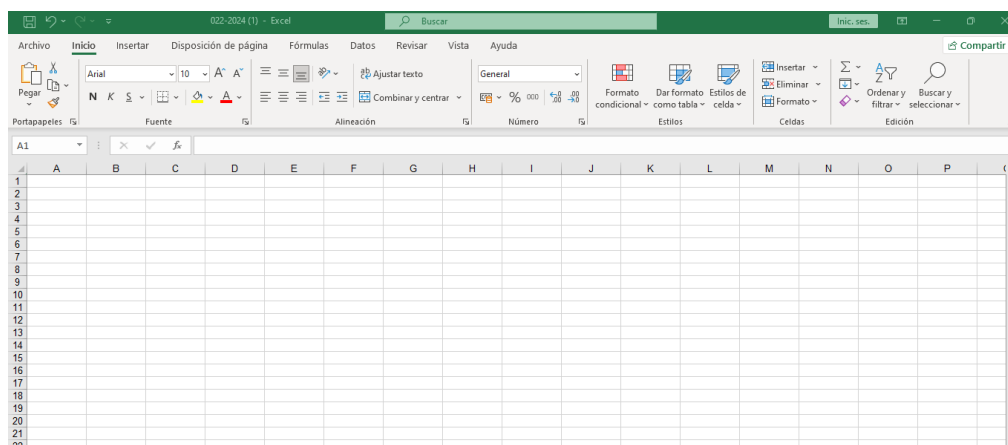 022-2024 (1) - Excel
Buscar
Inic. ses.
Archivo Inicio Insertar Disposición de página Fórmulas Datos Revisar Vista Ayuda
Compartir
Pegar
Arial 10 A A
N K S A
ab Ajustar texto
Combinar y centrar
General
% 000
Formato condicional
Dar formato como tabla
Estilos de celda
Insertar
Eliminar
Formato
Ordenar y filtrar
Buscar y seleccionar
Portapapeles Fuente Alineación Número Estilos Celdas Edición
A1 fx
A B C D E F G H I J K L M N O P
1
2
3
4
5
6
7
8
9
10
11
12
13
14
15
16
17
18
19
20
21
22